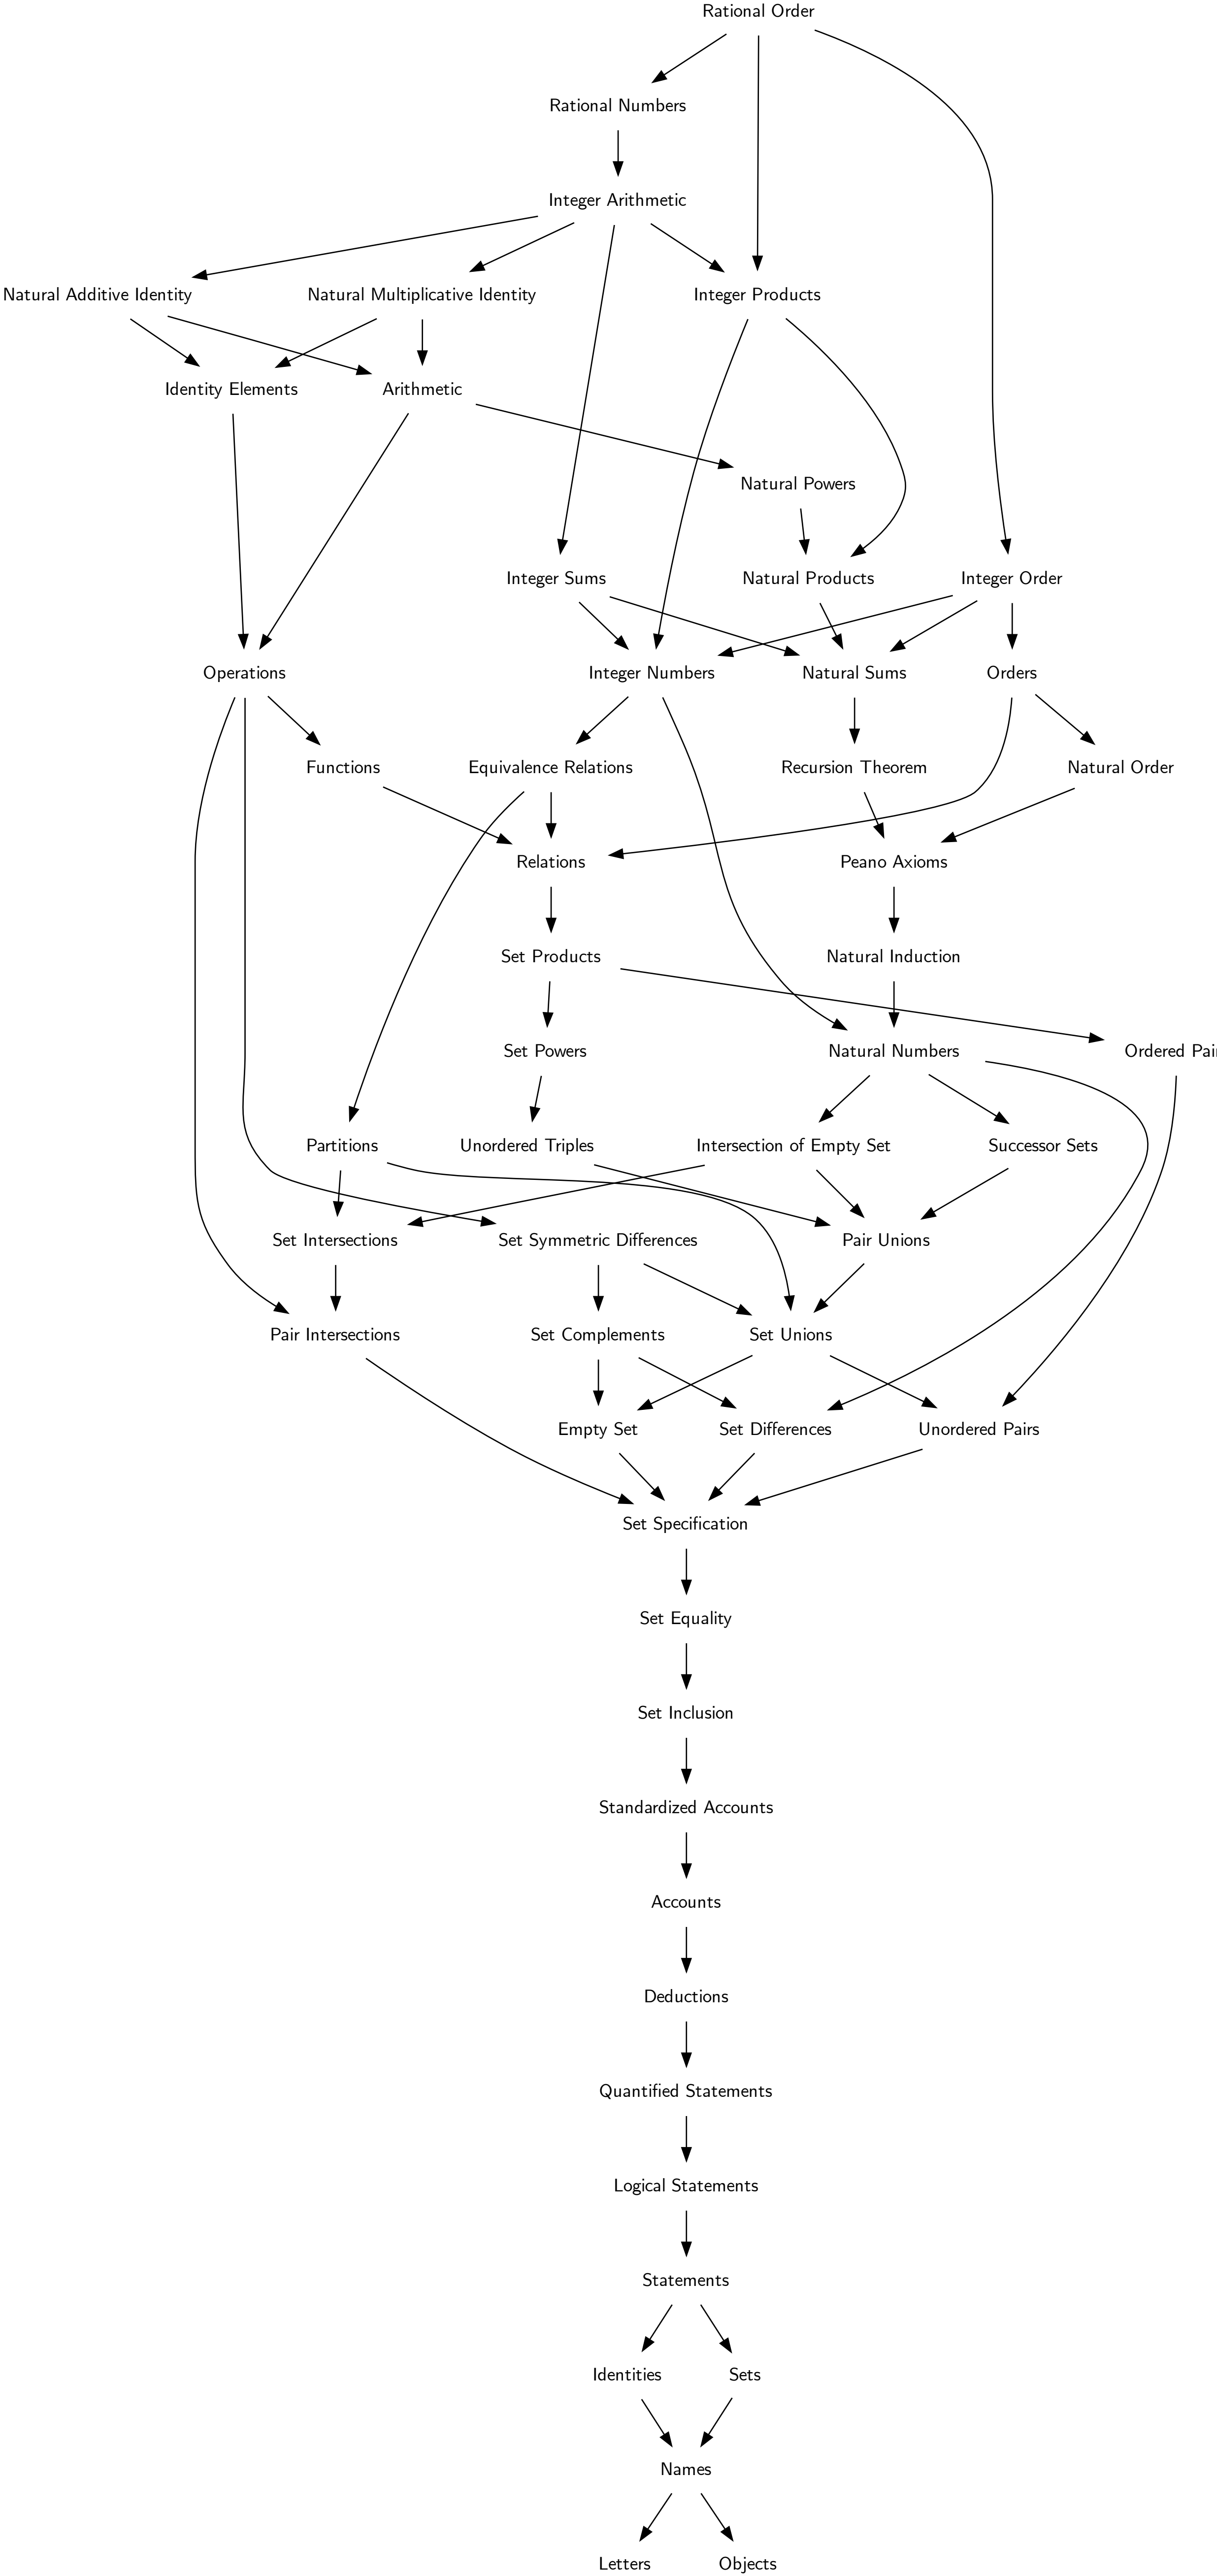 Rational Order
Rational Numbers
Integer Arithmetic
Natural Additive Identity
Natural Multiplicative Identity
Integer Products
Identity Elements
Arithmetic
Natural Powers
Integer Sums
Natural Products
Integer Order
Operations
Integer Numbers
Natural Sums
Orders
Functions
Equivalence Relations
Recursion Theorem
Natural Order
Relations
Peano Axioms
Set Products
Natural Induction
Set Powers
Natural Numbers
Ordered Pai
Partitions
Unordered Triples
Intersection of Empty Set
Successor Sets
Set Intersections
Set Symmetric Differences
Pair Unions
Pair Intersections
Set Complements
Set Unions
Empty Set
Set Differences
Unordered Pairs
Set Specification
Set Equality
Set Inclusion
Standardized Accounts
Accounts
Deductions
Quantified Statements
Logical Statements
Statements
Identities
Sets
Names
Letters
Objects